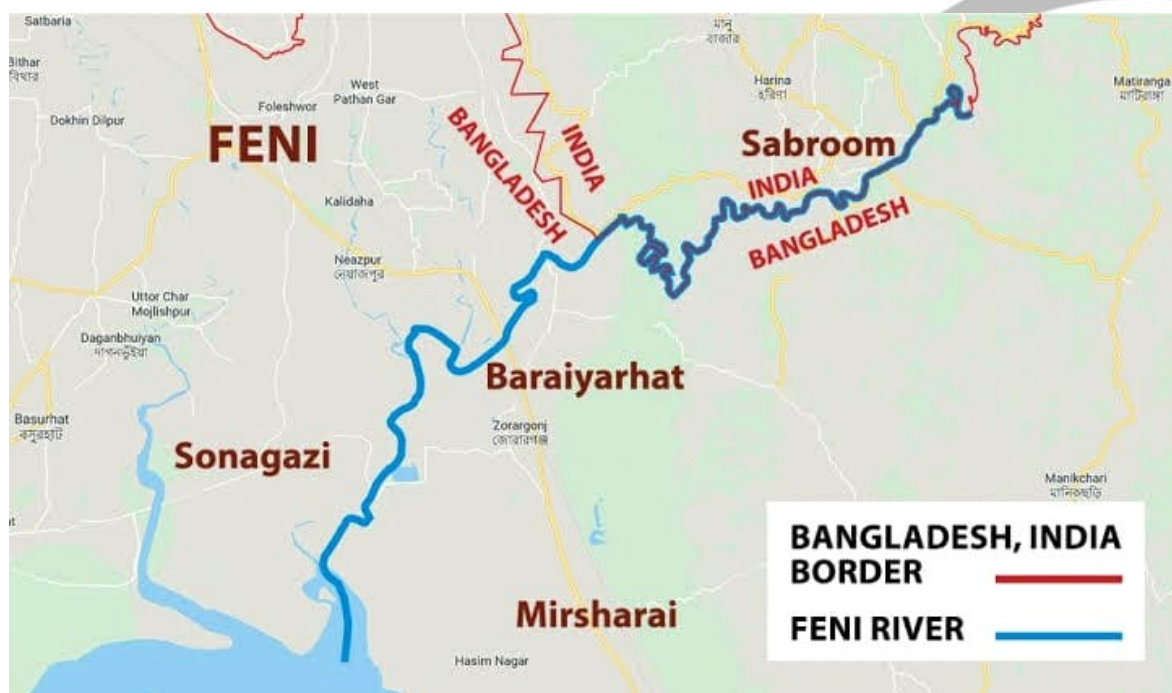 Satbaria
Bithar
বিথার
Dokhin Dilpur
Foleshwor
West
Pathan Gar
মনু
বাজার
Harina
হরিণা
Matiranga
মাটিরাঙ্গা
FENI
BANGLADESH
INDIA
Sabroom
INDIA
BANGLADESH
Kalidaha
Neazpur
নেয়াজপুর
Uttor Char
Mojlishpur
Daganbhuiyan
দাগনভুঁইয়া
Baraiyarhat
Basurhat
বসুরহাট
Zorargonj
জোরারগঞ্জ
Sonagazi
Manikchari
মানিকছড়ি
BANGLADESH, INDIA
BORDER
FENI RIVER
Mirsharai
Hasim Nagar